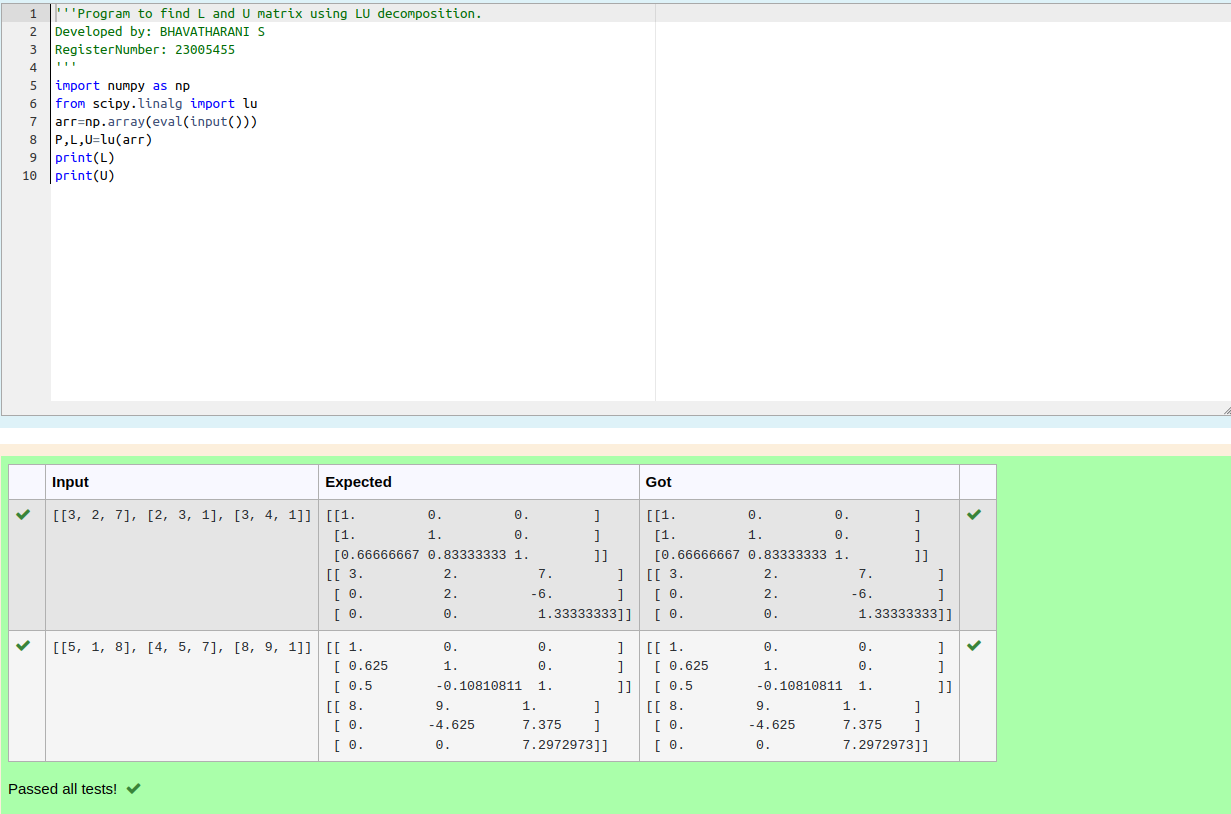 1 '''Program to find L and U matrix using LU decomposition.
2 Developed by: BHAVATHARANI S
3 RegisterNumber: 23005455
4 '''
5 import numpy as np
6 from scipy.linalg import lu
7 arr=np.array(eval(input()))
8 P,L,U=lu(arr)
9 print(L)
10 print(U)
Input Expected Got
[[3, 2, 7], [2, 3, 1], [3, 4, 1]] [[1. 0. 0. ] [[1. 0. 0. ]
[1. 1. 0. ] [1. 1. 0. ]
[0.66666667 0.83333333 1. ]] [0.66666667 0.83333333 1. ]]
[[ 3. 2. 7. ] [[ 3. 2. 7. ]
[ 0. 2. -6. ] [ 0. 2. -6. ]
[ 0. 0. 1.33333333]] [ 0. 0. 1.33333333]]
[[5, 1, 8], [4, 5, 7], [8, 9, 1]] [[ 1. 0. 0. ] [[ 1. 0. 0. ]
[ 0.625 1. 0. ] [ 0.625 1. 0. ]
[ 0.5 -0.10810811 1. ]] [ 0.5 -0.10810811 1. ]]
[[ 8. 9. 1. ] [[ 8. 9. 1. ]
[ 0. -4.625 7.375 ] [ 0. -4.625 7.375 ]
[ 0. 0. 7.2972973]] [ 0. 0. 7.2972973]]
Passed all tests!